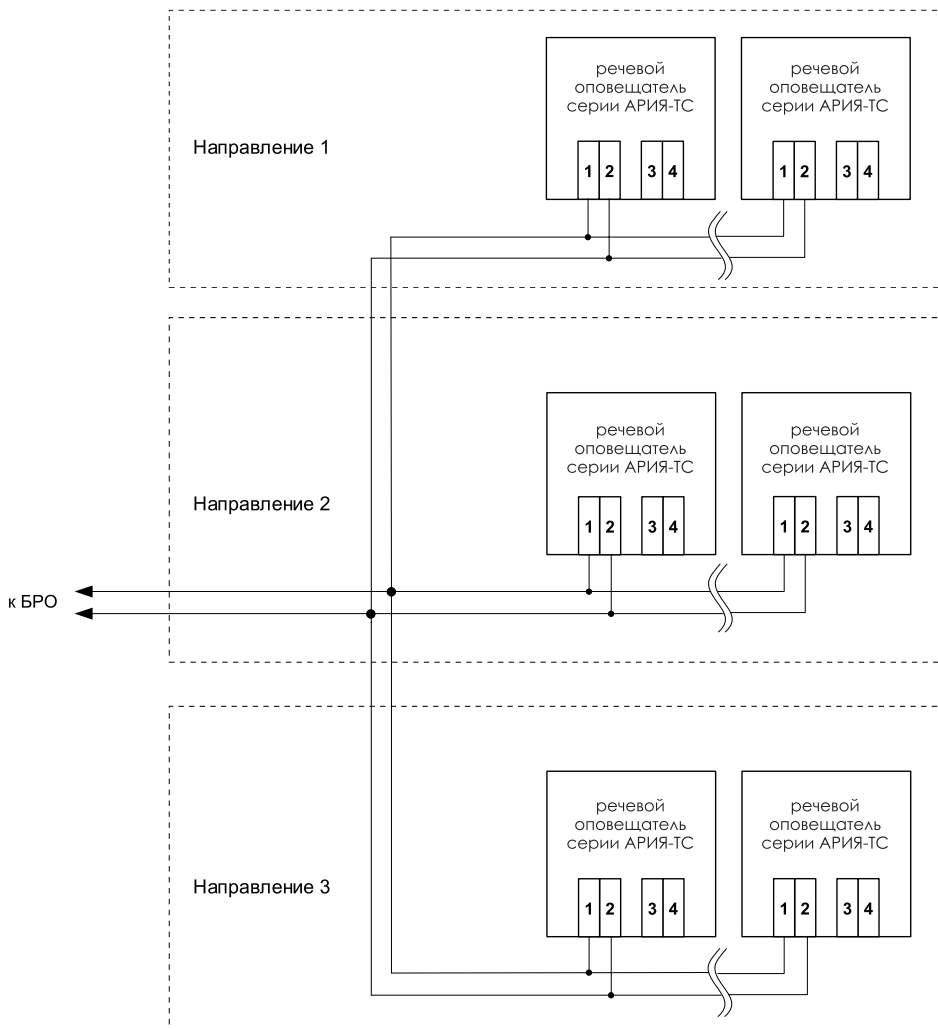 речевой
оповещатель
серии АРИЯ-ТС
речевой
оповещатель
серии АРИЯ-ТС
Направление 1
1 2 3 4
1 2 3 4
речевой
оповещатель
серии АРИЯ-ТС
речевой
оповещатель
серии АРИЯ-ТС
Направление 2
1 2 3 4
1 2 3 4
к БРО
речевой
оповещатель
серии АРИЯ-ТС
речевой
оповещатель
серии АРИЯ-ТС
Направление 3
1 2 3 4
1 2 3 4